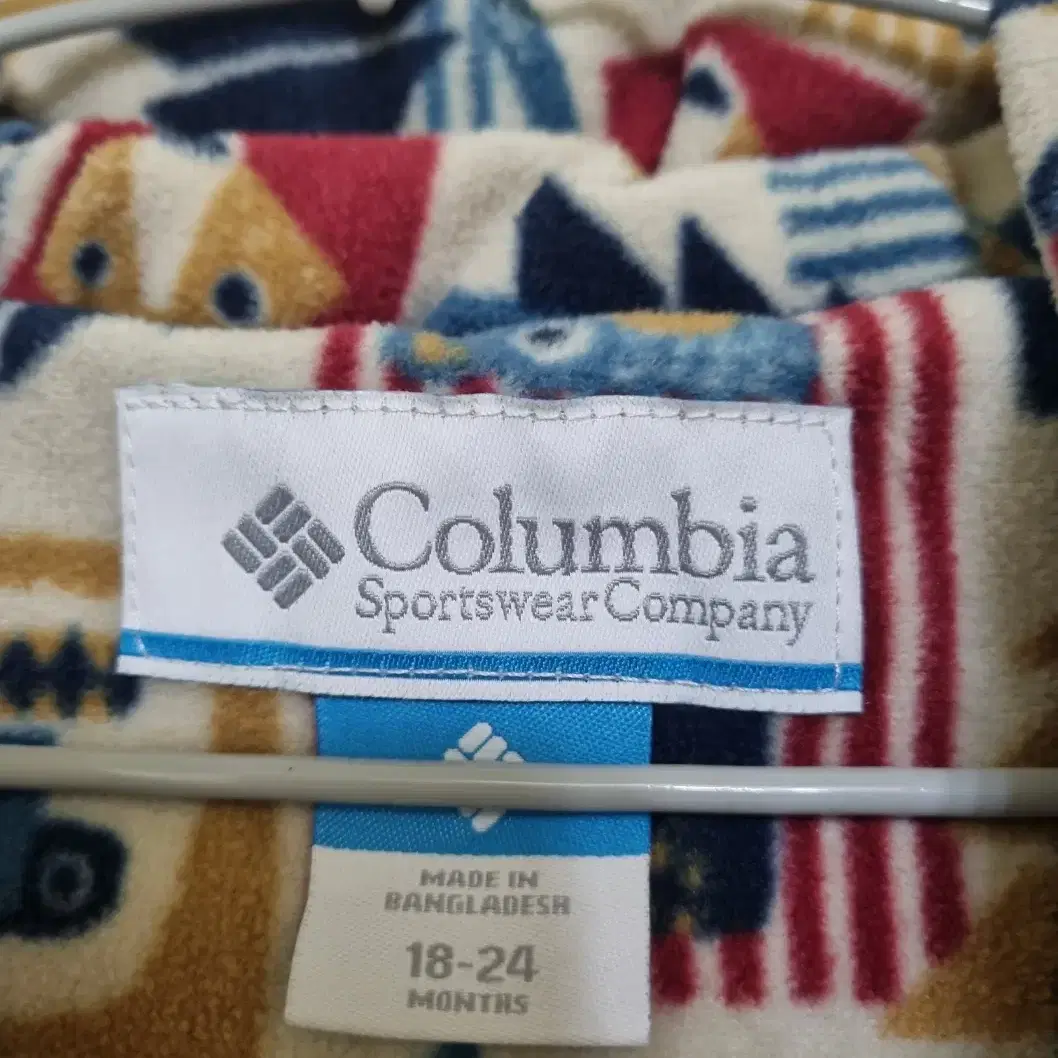 Columbia
Sportswear Company
MADE IN
BANGLADESH
18-24
MONTHS